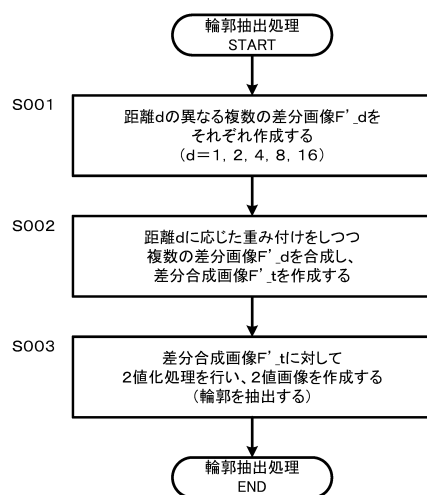 輪郭抽出処理
START
S001
距離dの異なる複数の差分画像F’_dを
それぞれ作成する
(d=1, 2, 4, 8, 16)
S002
距離dに応じた重み付けをしつつ
複数の差分画像F’_dを合成し、
差分合成画像F’_tを作成する
S003
差分合成画像F’_tに対して
2値化処理を行い、2値画像を作成する
(輪郭を抽出する)
輪郭抽出処理
END